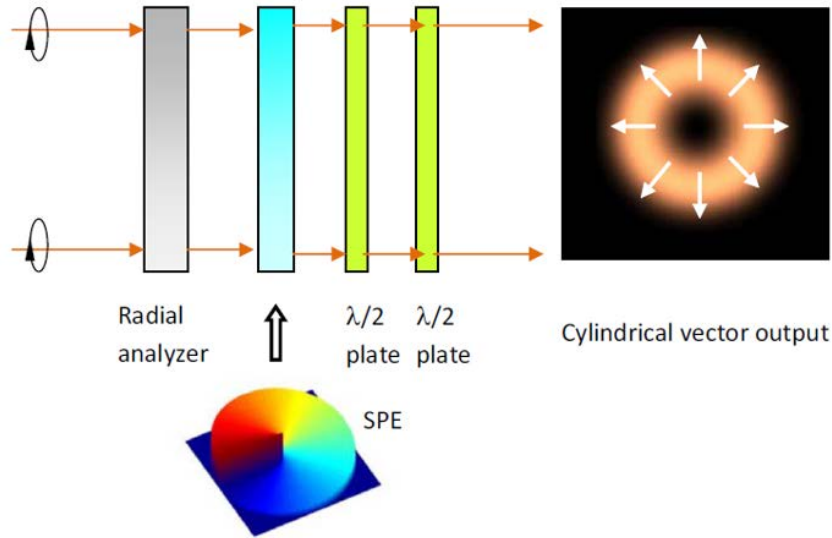 Radial
analyzer
λ/2
plate
λ/2
plate
Cylindrical vector output
SPE